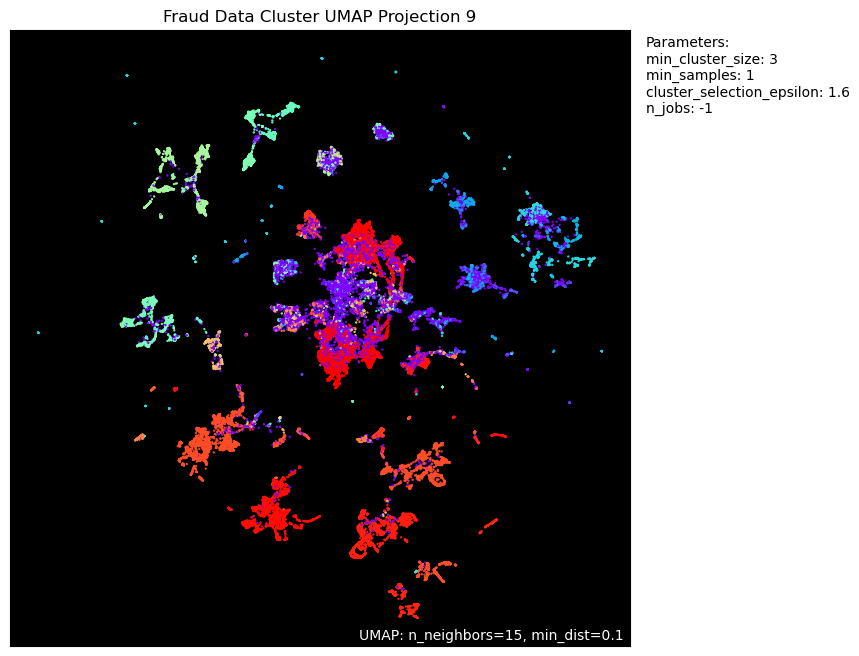 Fraud Data Cluster UMAP Projection 9
Parameters:
min_cluster_size: 3
min_samples: 1
cluster_selection_epsilon: 1.6
n_jobs: -1
UMAP: n_neighbors=15, min_dist=0.1